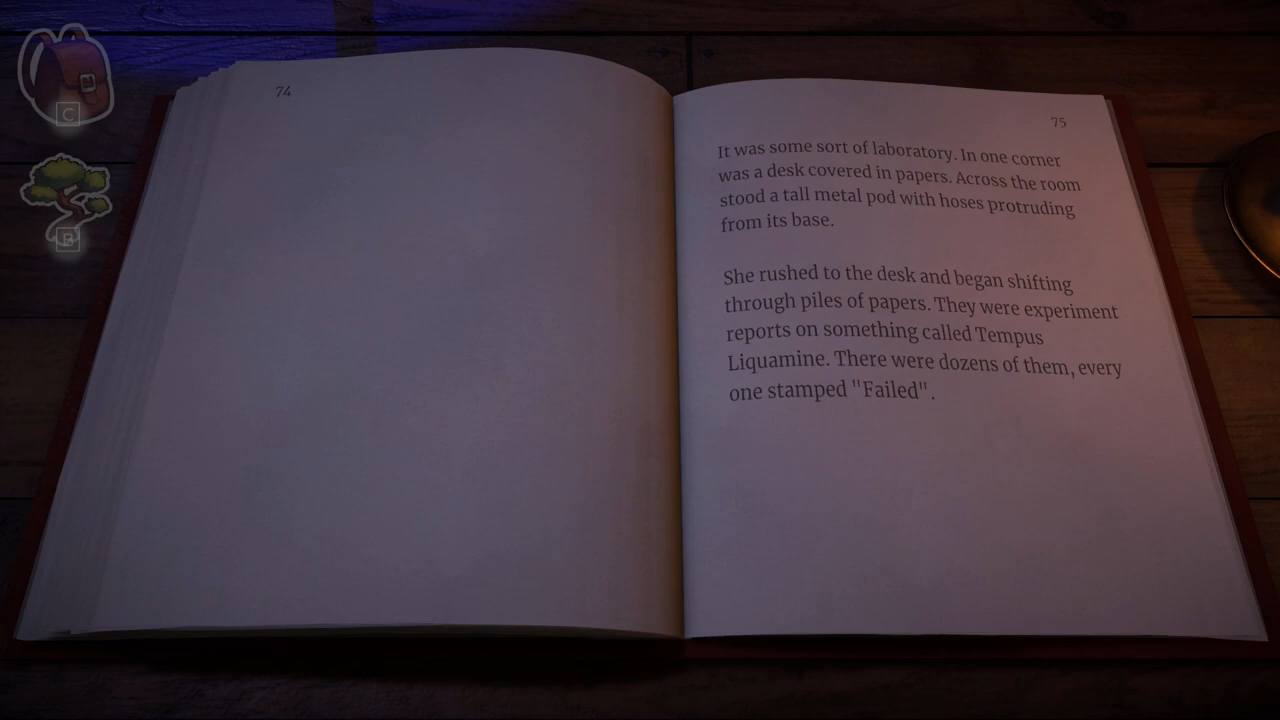 C
B
74
75
It was some sort of laboratory. In one corner
was a desk covered in papers. Across the room
stood a tall metal pod with hoses protruding
from its base.
She rushed to the desk and began shifting
through piles of papers. They were experiment
reports on something called Tempus
Liquamine. There were dozens of them, every
one stamped "Failed".